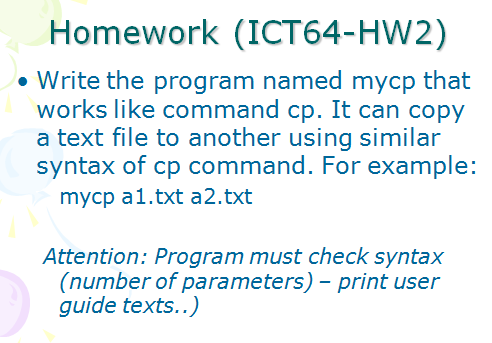 Homework (ICT64-HW2)
• Write the program named mycp that
works like command cp. It can copy
a text file to another using similar
syntax of cp command. For example:
mycp a1.txt a2.txt
Attention: Program must check syntax
(number of parameters) – print user
guide texts..)